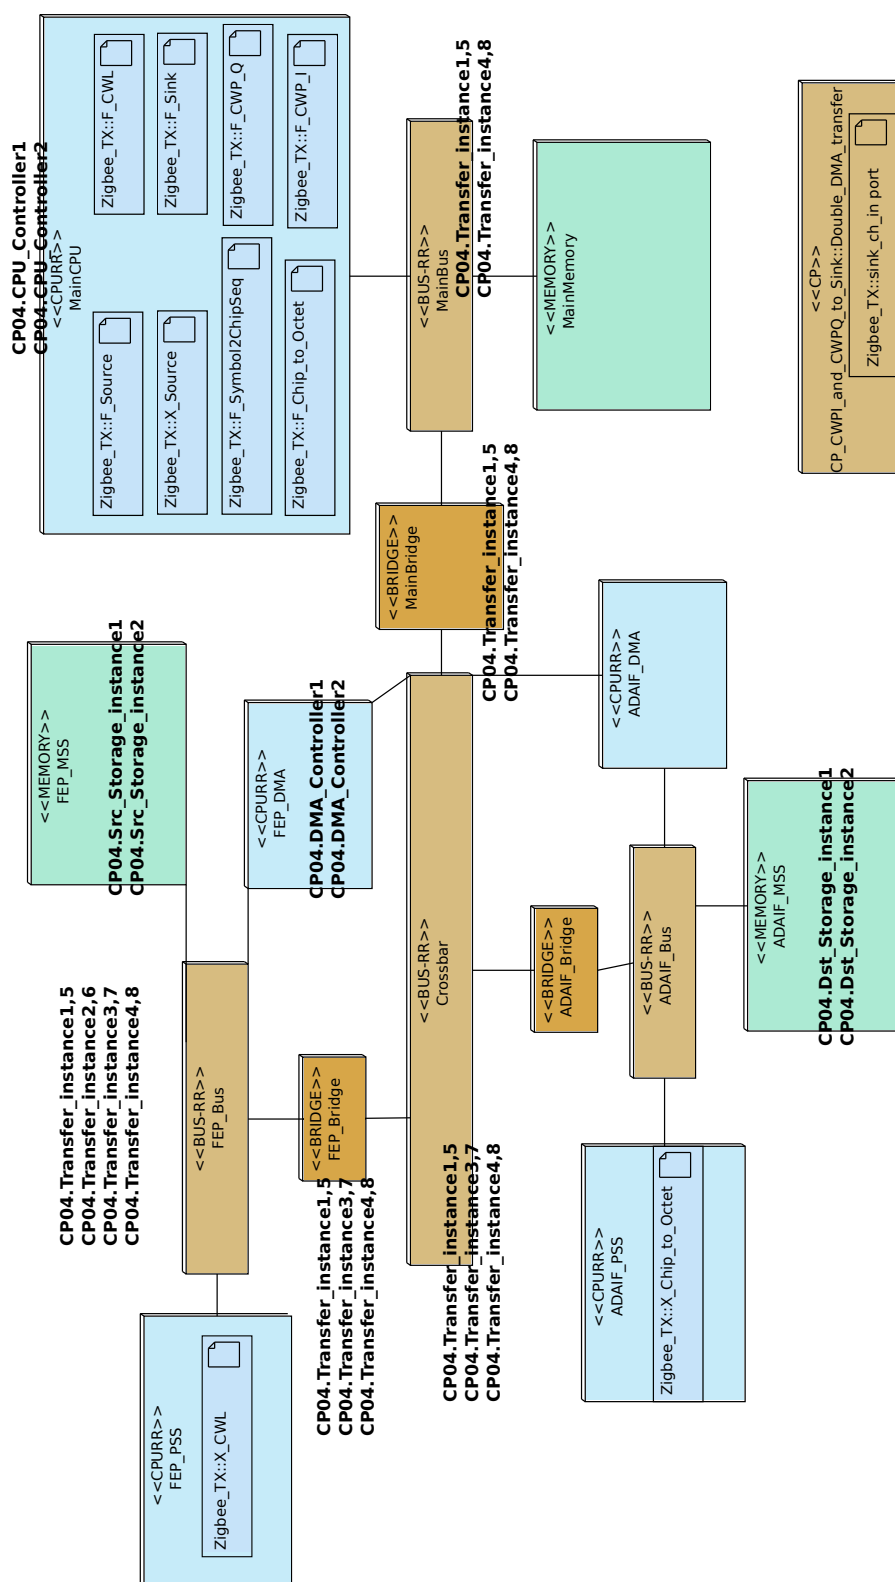 CP04.CPU_Controller1
CP04.CPU_Controller2
<<CPURR>>
MainCPU
Zigbee_TX::F_Source
Zigbee_TX::F_CWL
Zigbee_TX::X_Source
Zigbee_TX::F_Sink
Zigbee_TX::F_Symbol2ChipSeq
Zigbee_TX::F_CWP_Q
Zigbee_TX::F_Chip_to_Octet
Zigbee_TX::F_CWP_I
<<BUS-RR>>
MainBus
CP04.Transfer_instance1,5
CP04.Transfer_instance4,8
<<MEMORY>>
MainMemory
<<CP>>
CP_CWPI_and_CWPQ_to_Sink::Double_DMA_transfer
Zigbee_TX::sink_ch_in port
<<BRIDGE>>
MainBridge
CP04.Transfer_instance1,5
CP04.Transfer_instance4,8
<<MEMORY>>
FEP_MSS
CP04.Src_Storage_instance1
CP04.Src_Storage_instance2
<<CPURR>>
FEP_DMA
CP04.DMA_Controller1
CP04.DMA_Controller2
<<CPURR>>
ADAIF_DMA
<<MEMORY>>
ADAIF_MSS
CP04.Dst_Storage_instance1
CP04.Dst_Storage_instance2
CP04.Transfer_instance1,5
CP04.Transfer_instance2,6
CP04.Transfer_instance3,7
CP04.Transfer_instance4,8
<<BUS-RR>>
FEP_Bus
<<BRIDGE>>
FEP_Bridge
CP04.Transfer_instance1,5
CP04.Transfer_instance3,7
CP04.Transfer_instance4,8
<<BUS-RR>>
Crossbar
CP04.Transfer_instance1,5
CP04.Transfer_instance3,7
CP04.Transfer_instance4,8
<<BRIDGE>>
ADAIF_Bridge
<<BUS-RR>>
ADAIF_Bus
<<CPURR>>
FEP_PSS
Zigbee_TX::X_CWL
<<CPURR>>
ADAIF_PSS
Zigbee_TX::X_Chip_to_Octet